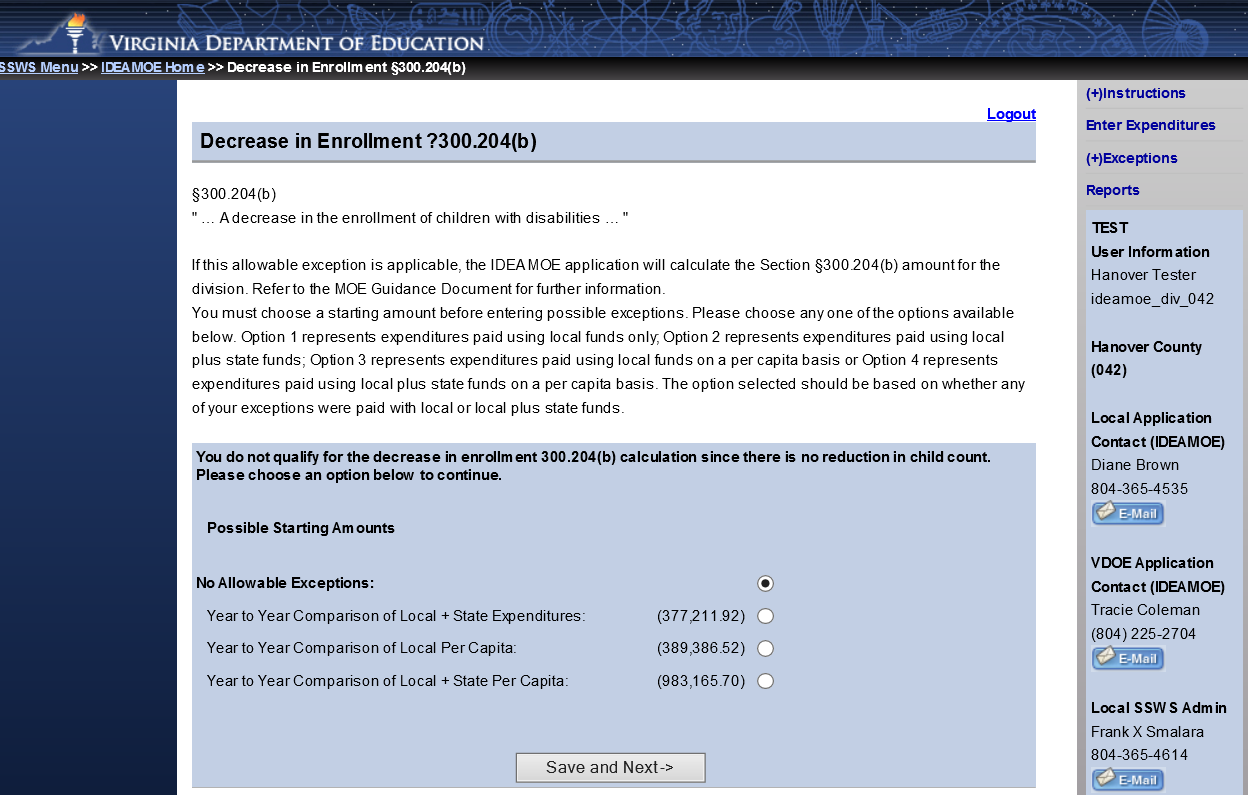 VIRGINIA DEPARTMENT OF EDUCATION
SSWS Menu >> IDEAMOE Home >> Decrease in Enrollment §300.204(b)
Logout
Decrease in Enrollment ?300.204(b)
§300.204(b)
" … A decrease in the enrollment of children with disabilities … "
If this allowable exception is applicable, the IDEA MOE application will calculate the Section §300.204(b) amount for the
division. Refer to the MOE Guidance Document for further information.
You must choose a starting amount before entering possible exceptions. Please choose any one of the options available
below. Option 1 represents expenditures paid using local funds only; Option 2 represents expenditures paid using local
plus state funds; Option 3 represents expenditures paid using local funds on a per capita basis or Option 4 represents
expenditures paid using local plus state funds on a per capita basis. The option selected should be based on whether any
of your exceptions were paid with local or local plus state funds.
You do not qualify for the decrease in enrollment 300.204(b) calculation since there is no reduction in child count.
Please choose an option below to continue.
Possible Starting Amounts
No Allowable Exceptions:
Year to Year Comparison of Local + State Expenditures: (377,211.92)
Year to Year Comparison of Local Per Capita: (389,386.52)
Year to Year Comparison of Local + State Per Capita: (983,165.70)
Save and Next->
(+)Instructions
Enter Expenditures
(+)Exceptions
Reports
TEST
User Information
Hanover Tester
ideamoe_div_042
Hanover County
(042)
Local Application
Contact (IDEAMOE)
Diane Brown
804-365-4535
E-Mail
VDOE Application
Contact (IDEAMOE)
Tracie Coleman
(804) 225-2704
E-Mail
Local SSWS Admin
Frank X Smalara
804-365-4614
E-Mail